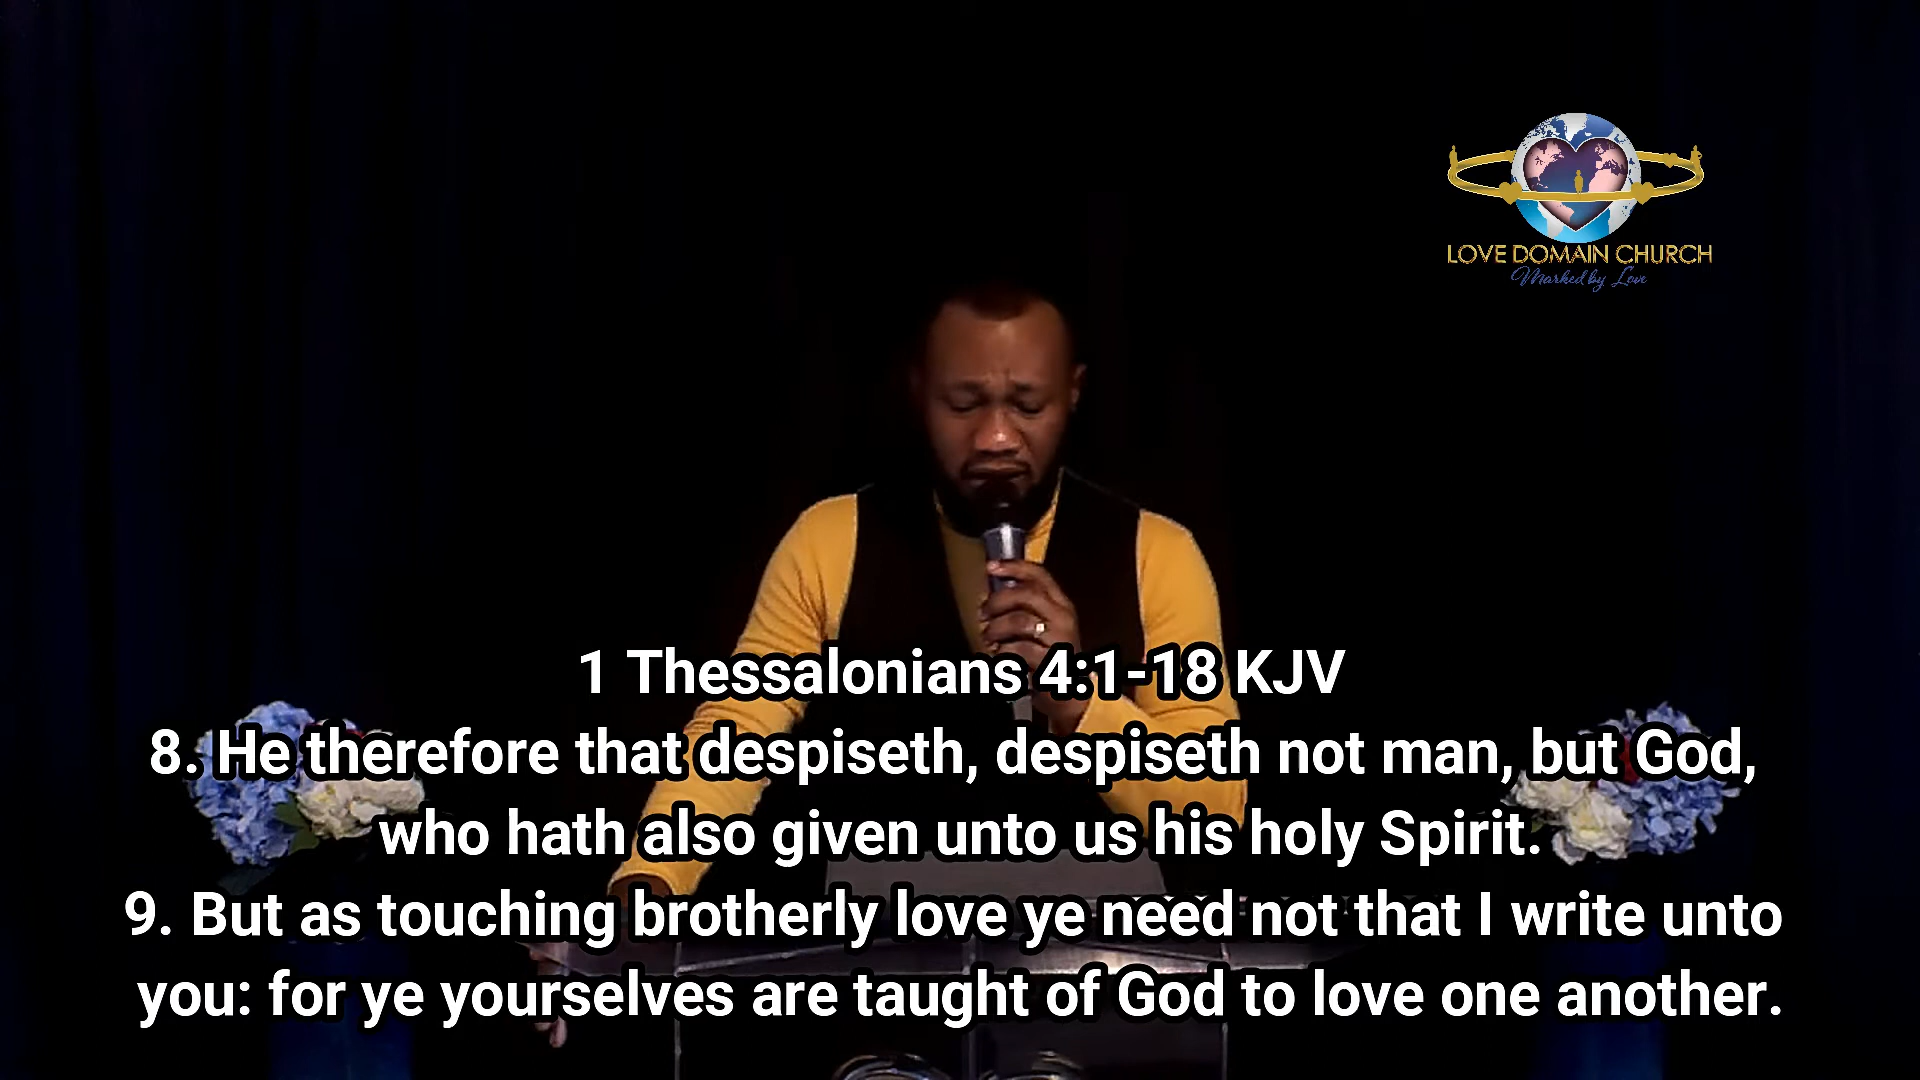 LOVE DOMAIN CHURCH
Marked by Love
1 Thessalonians 4:1-18 KJV
8. He therefore that despiseth, despiseth not man, but God,
who hath also given unto us his holy Spirit.
9. But as touching brotherly love ye need not that I write unto
you: for ye yourselves are taught of God to love one another.